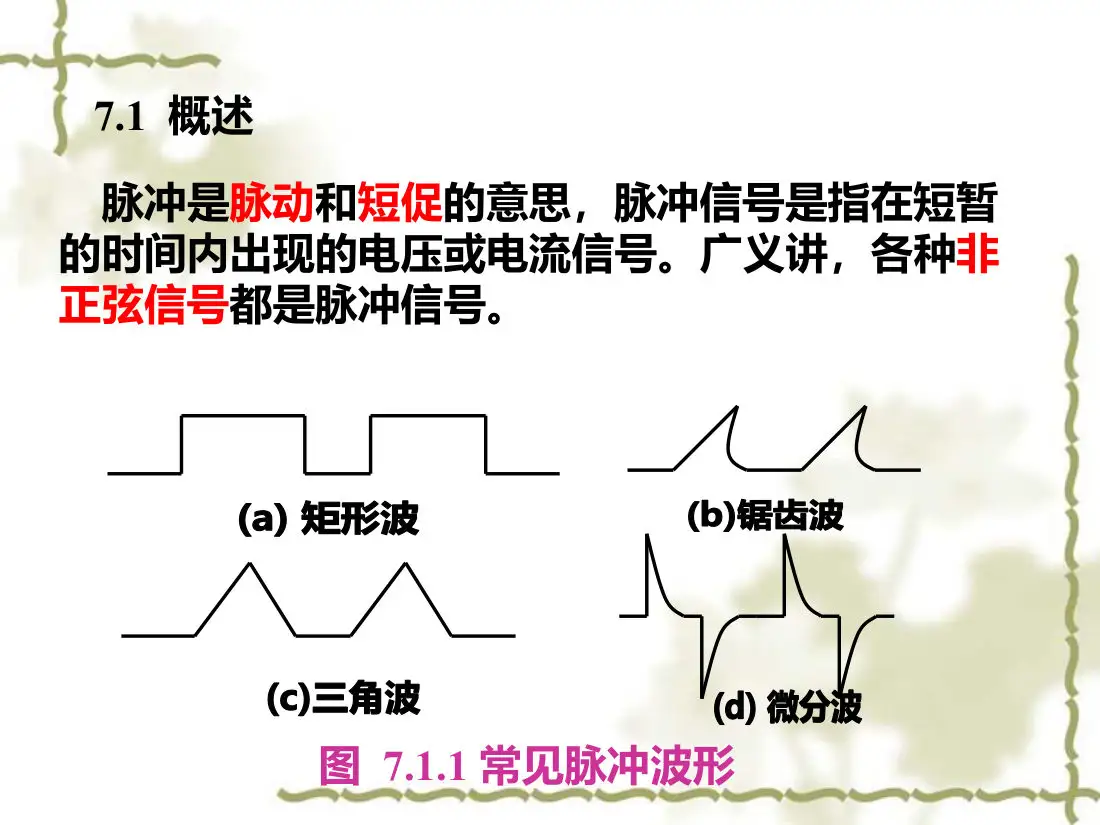 7.1 概述
脉冲是脉动和短促的意思，脉冲信号是指在短暂
的时间内出现的电压或电流信号。广义讲，各种非
正弦信号都是脉冲信号。
(a) 矩形波
(b)锯齿波
(c)三角波
(d) 微分波
图 7.1.1 常见脉冲波形